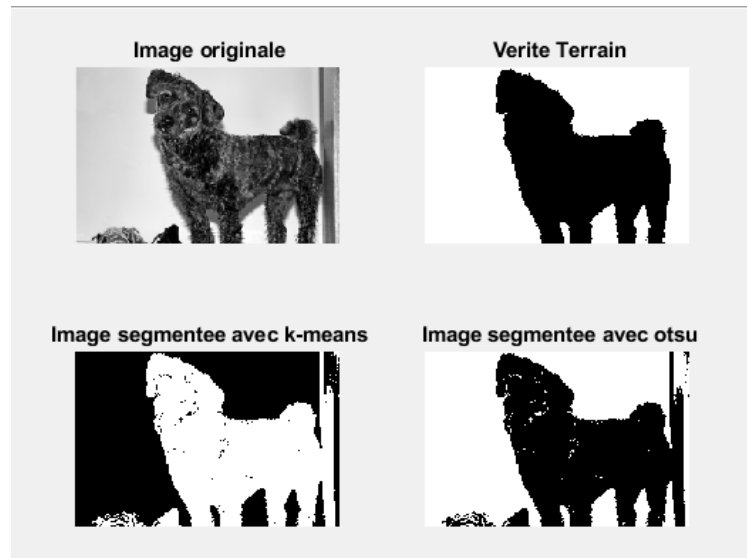 Image originale
Verite Terrain
Image segmentee avec k-means
Image segmentee avec otsu